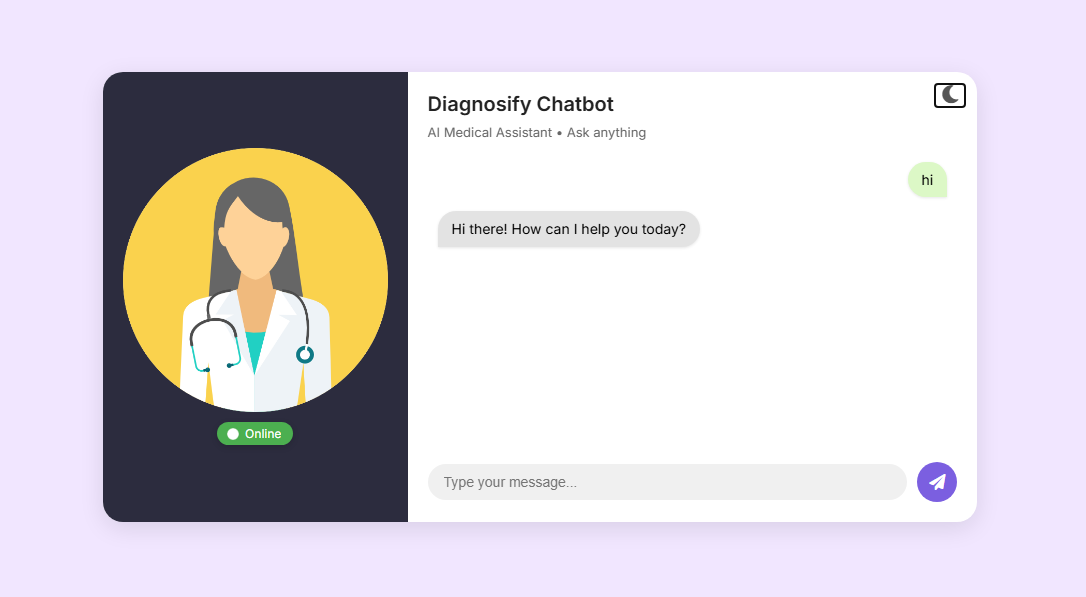 Diagnosify Chatbot
AI Medical Assistant • Ask anything
hi
Hi there! How can I help you today?
Online
Type your message...